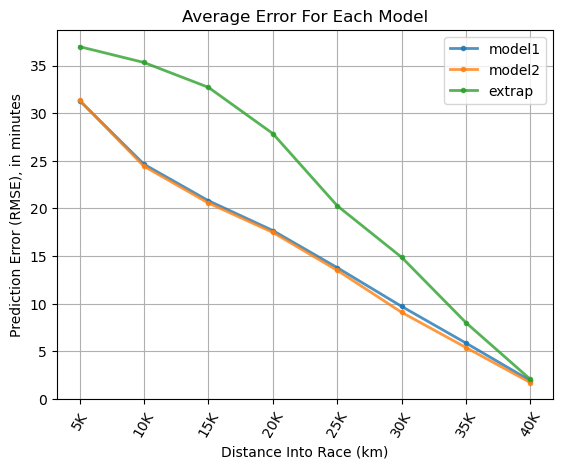 Average Error For Each Model
model1
model2
extrap
Prediction Error (RMSE), in minutes
35
30
25
20
15
10
5
0
5K
10K
15K
20K
25K
30K
35K
40K
Distance Into Race (km)